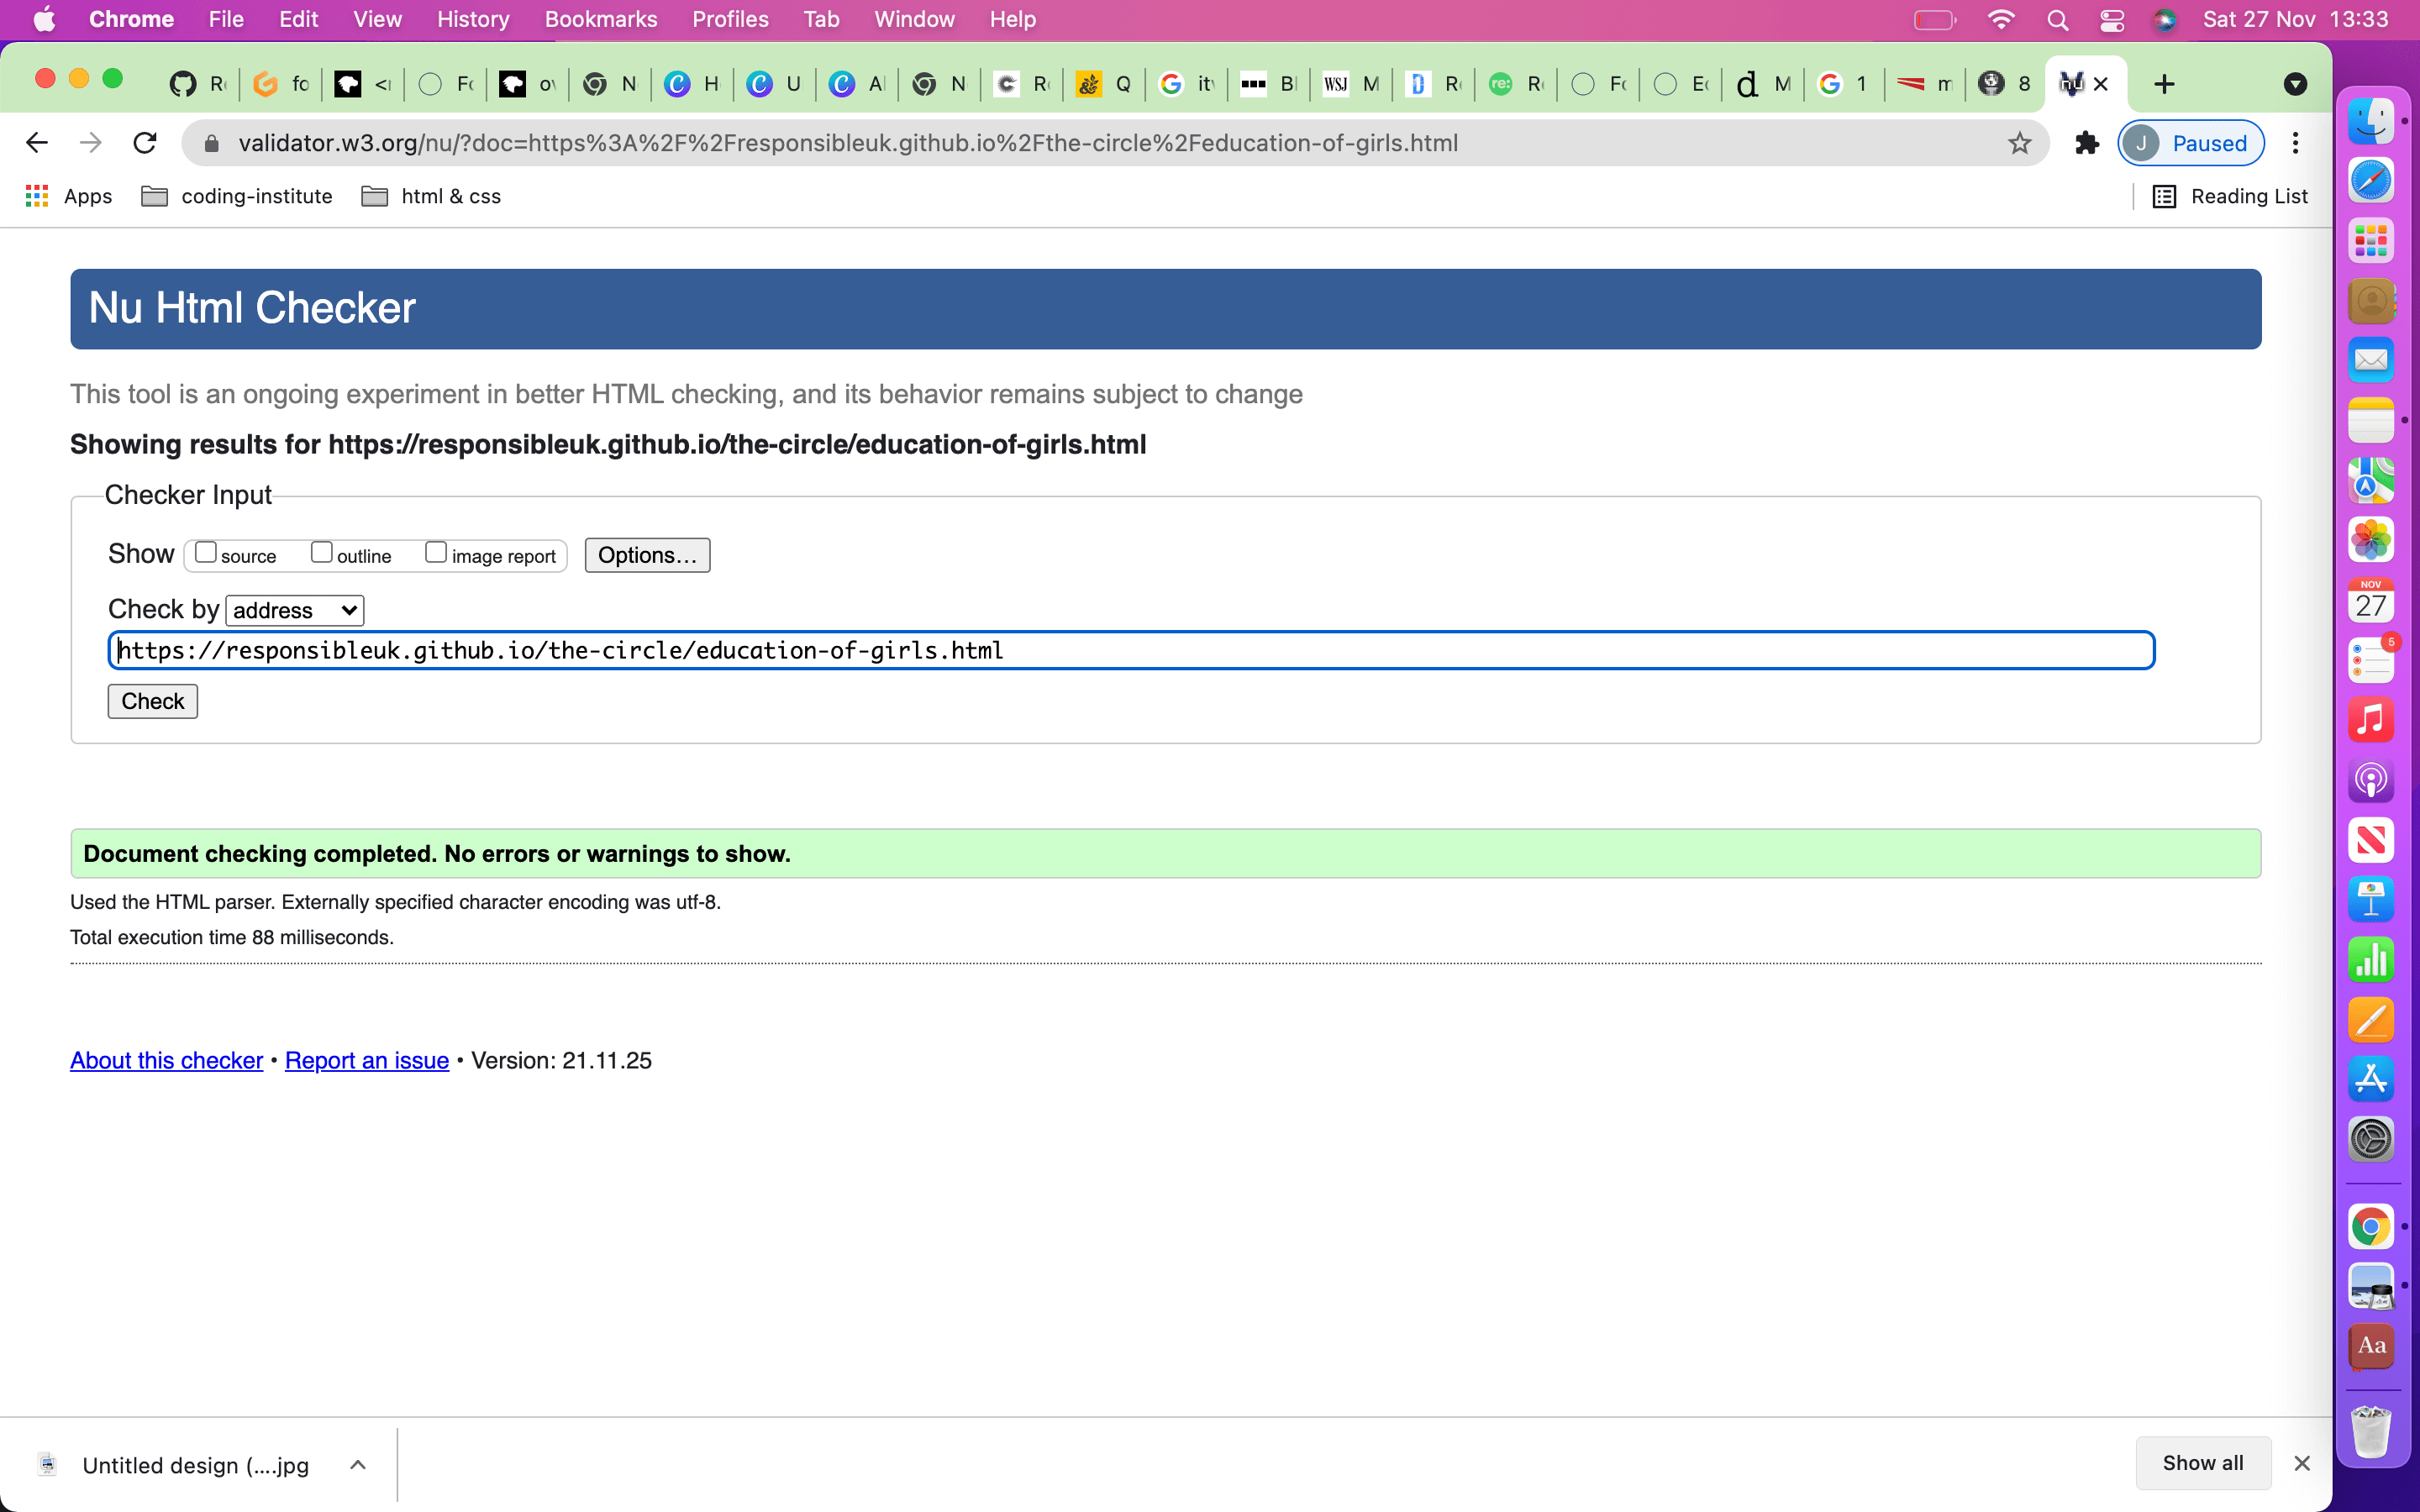 Chrome File Edit View History Bookmarks Profiles Tab Window Help Sat 27 Nov 13:33
validator.w3.org/nu/?doc=https%3A%2F%2Fresponsibleuk.github.io%2Fthe-circle%2Feducation-of-girls.html
J Paused
Apps coding-institute html & css Reading List
Nu Html Checker
This tool is an ongoing experiment in better HTML checking, and its behavior remains subject to change
Showing results for https://responsibleuk.github.io/the-circle/education-of-girls.html
Checker Input
Show source outline image report Options...
Check by address
https://responsibleuk.github.io/the-circle/education-of-girls.html
Check
Document checking completed. No errors or warnings to show.
Used the HTML parser. Externally specified character encoding was utf-8.
Total execution time 88 milliseconds.
About this checker • Report an issue • Version: 21.11.25
Untitled design (....jpg
Show all
NOV
27
5
Aa